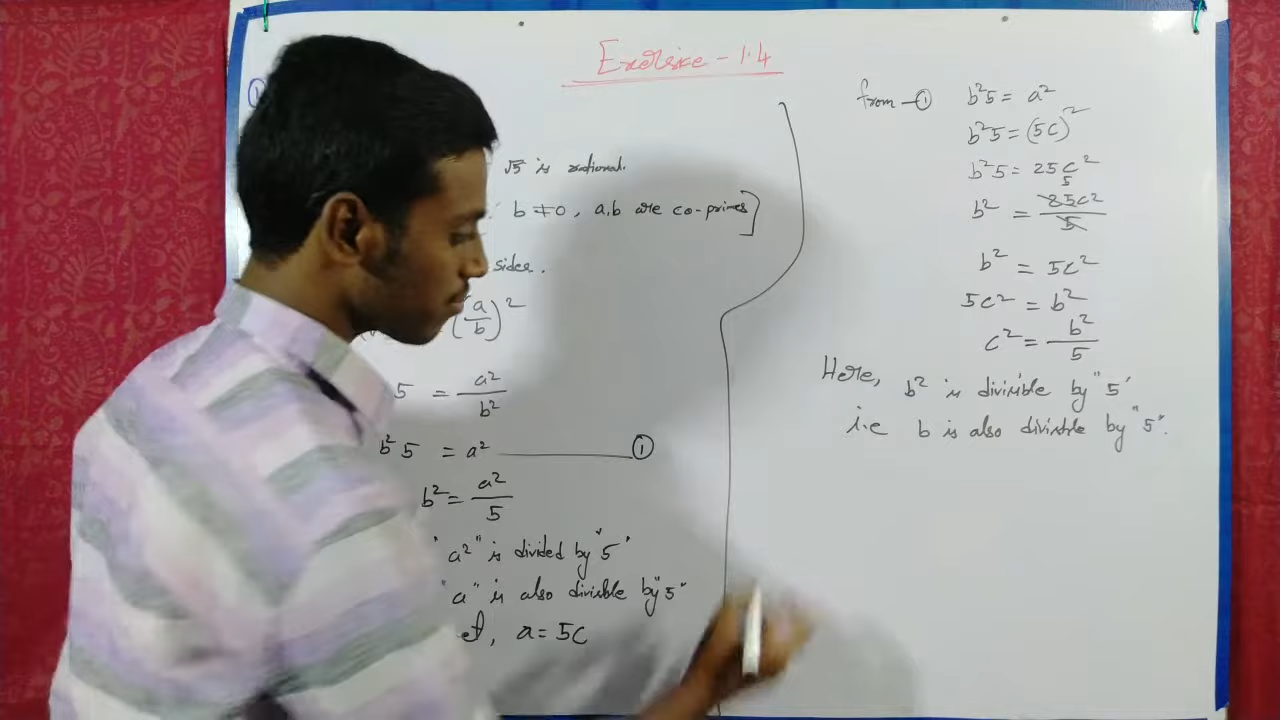 Exercise - 1.4
①
√5 is rational.
b ≠ 0, a,b are co-primes]
sides.
(a/b)²
5 = a²/b²
b²5 = a² ——— ①
b² = a²/5
"a²" is divided by "5"
"a" is also divisible by "5"
et, a = 5c
from - ① b²5 = a²
b²5 = (5c)²
b²5 = 25c²
5
b² = 25c²/5
b² = 5c²
5c² = b²
c² = b²/5
Here, b² is divisible by "5'
i.e b is also divisible by "5".